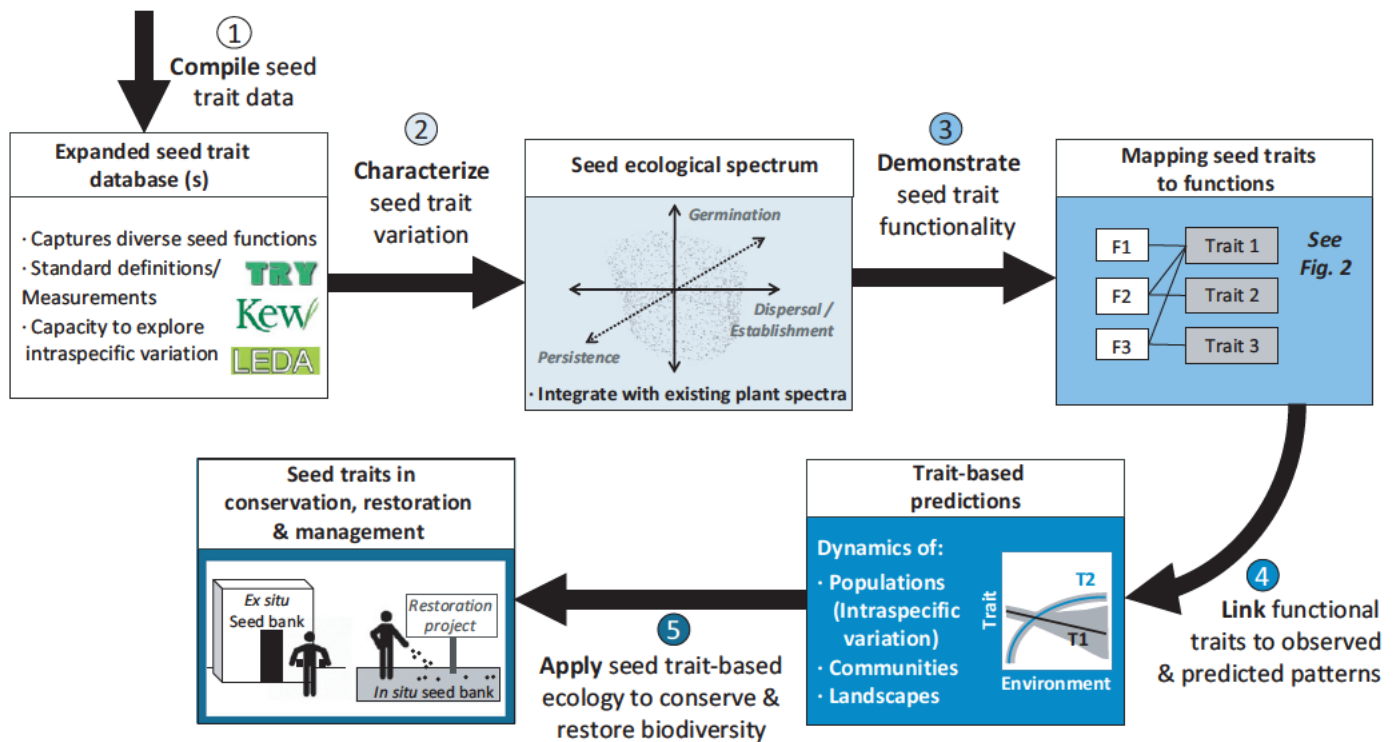 1
Compile seed
trait data
Expanded seed trait
database (s)
· Captures diverse seed functions
· Standard definitions/
Measurements
· Capacity to explore
intraspecific variation
TRY
Kew
LEDA
2
Characterize
seed trait
variation
Seed ecological spectrum
Germination
Dispersal /
Establishment
Persistence
· Integrate with existing plant spectra
3
Demonstrate
seed trait
functionality
Mapping seed traits
to functions
F1
Trait 1
F2
Trait 2
F3
Trait 3
See
Fig. 2
4
Link functional
traits to observed
& predicted patterns
Trait-based
predictions
Dynamics of:
· Populations
(Intraspecific
variation)
· Communities
· Landscapes
Trait
T2
T1
Environment
5
Apply seed trait-based
ecology to conserve &
restore biodiversity
Seed traits in
conservation, restoration
& management
Ex situ
Seed bank
Restoration
project
In situ seed bank